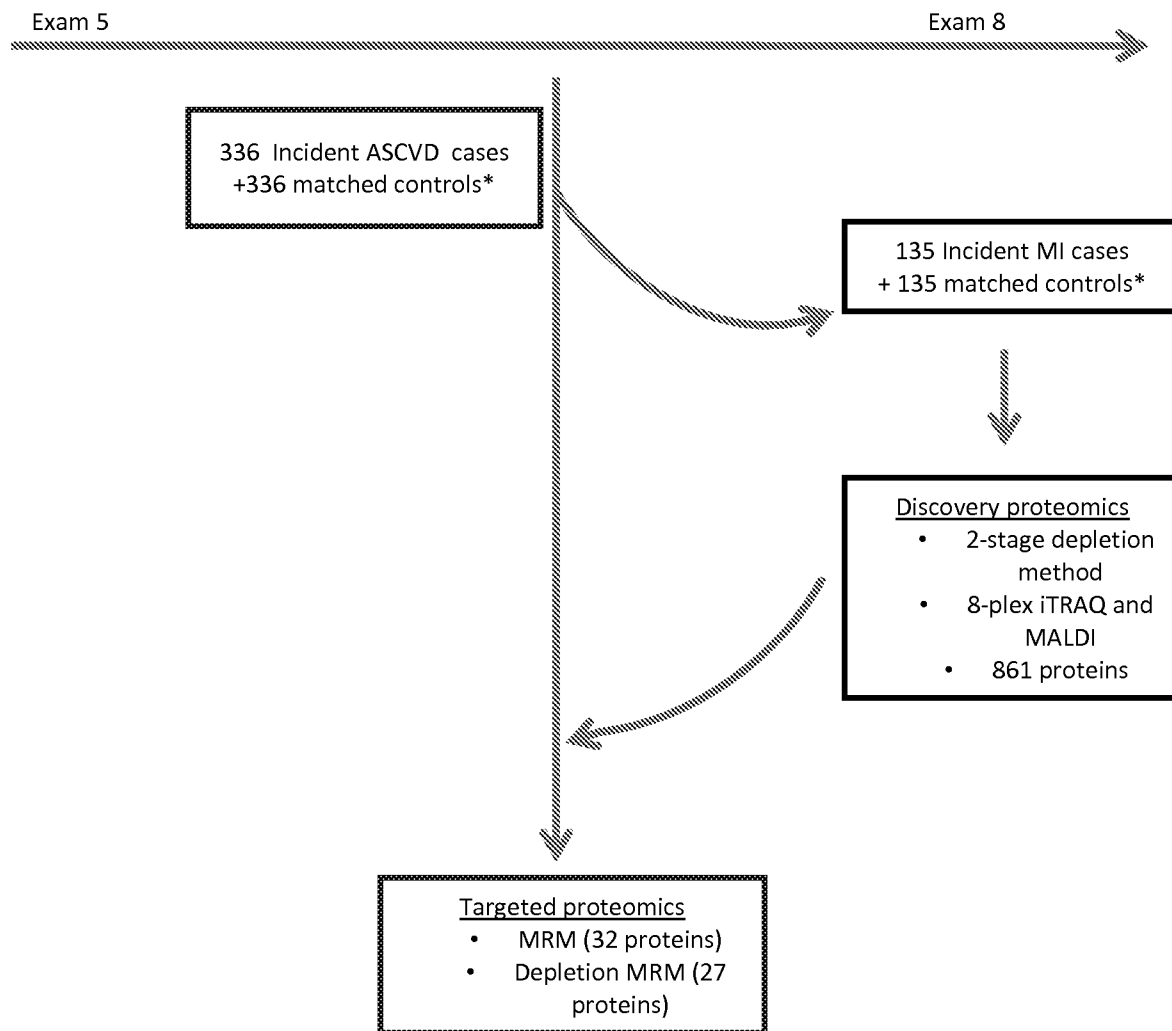 Exam 5
Exam 8
336 Incident ASCVD cases
+336 matched controls*
135 Incident MI cases
+ 135 matched controls*
Discovery proteomics
• 2-stage depletion
method
• 8-plex iTRAQ and
MALDI
• 861 proteins
Targeted proteomics
• MRM (32 proteins)
• Depletion MRM (27
proteins)